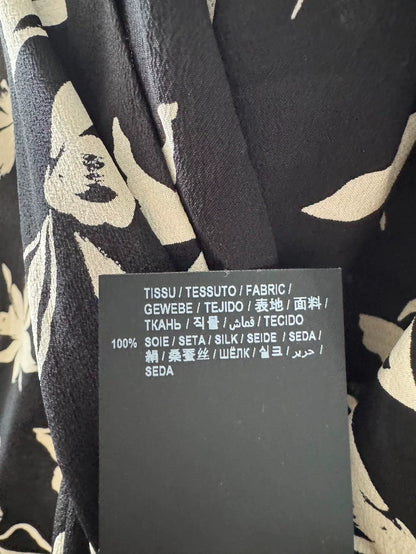 TISSU / TESSUTO / FABRIC /
GEWEBE / TEJIDO / 表地 / 面料 /
ТКАНЬ / 직물 / قماش / TECIDO
100% SOIE / SETA / SILK / SEIDE / SEDA /
絹 / 桑蚕丝 / ШЁЛК / 실크 / حرير /
SEDA